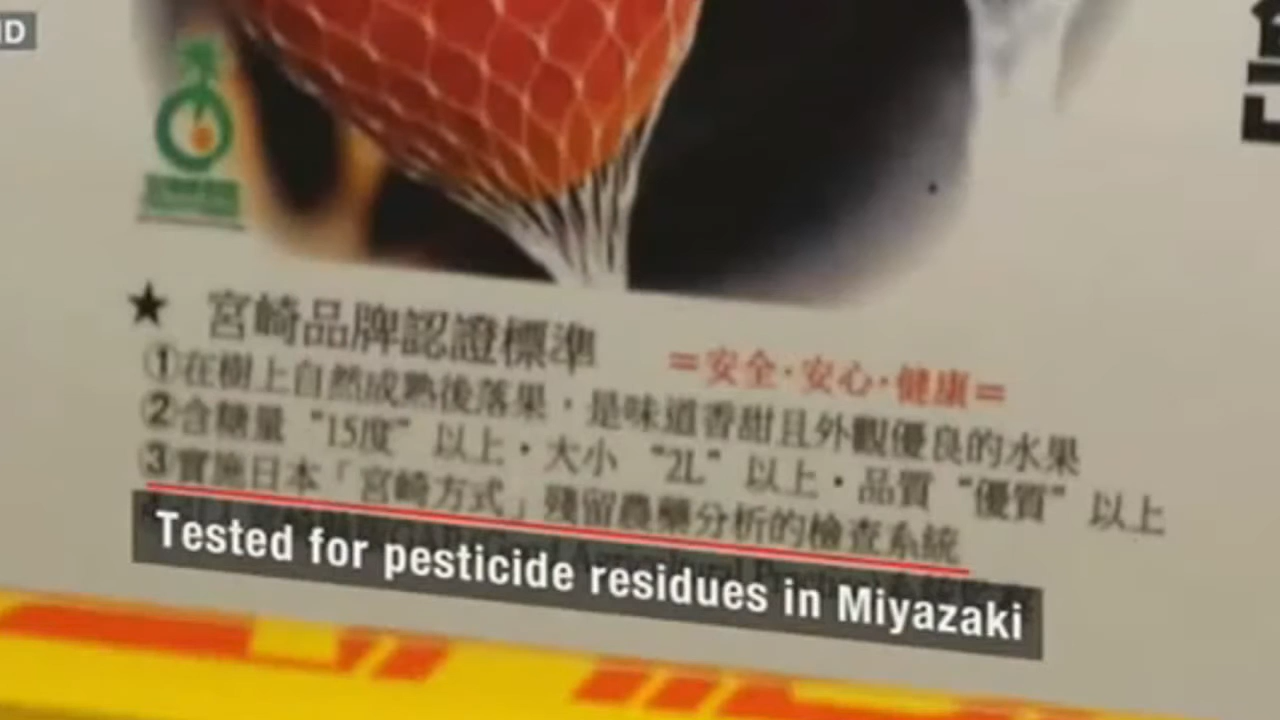 ★ 宮崎品牌認證標準
=安全·安心·健康=
①在樹上自然成熟後落果，是味道香甜且外觀優良的水果
②含糖量“15度”以上·大小“2L”以上·品質“優質”以上
③實施日本「宮崎方式」殘留農藥分析的檢查系統
Tested for pesticide residues in Miyazaki